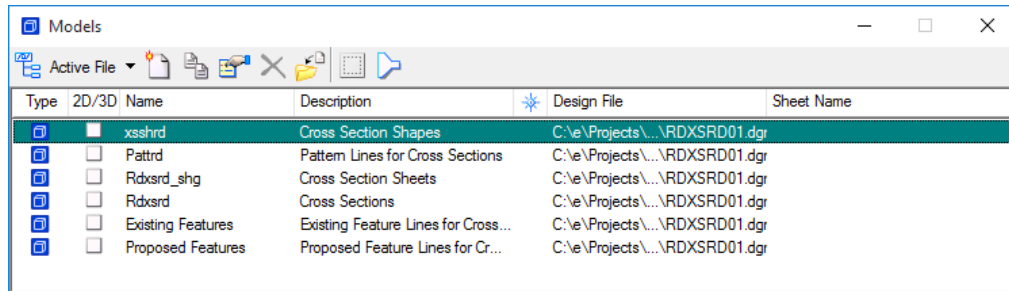 Models
Active File
Type 2D/3D Name Description Design File Sheet Name
xsshrd Cross Section Shapes C:\e\Projects\...\RDXSRD01.dgr
Pattrd Pattern Lines for Cross Sections C:\e\Projects\...\RDXSRD01.dgr
Rdxsrd_shg Cross Section Sheets C:\e\Projects\...\RDXSRD01.dgr
Rdxsrd Cross Sections C:\e\Projects\...\RDXSRD01.dgr
Existing Features Existing Feature Lines for Cross... C:\e\Projects\...\RDXSRD01.dgr
Proposed Features Proposed Feature Lines for Cr... C:\e\Projects\...\RDXSRD01.dgr